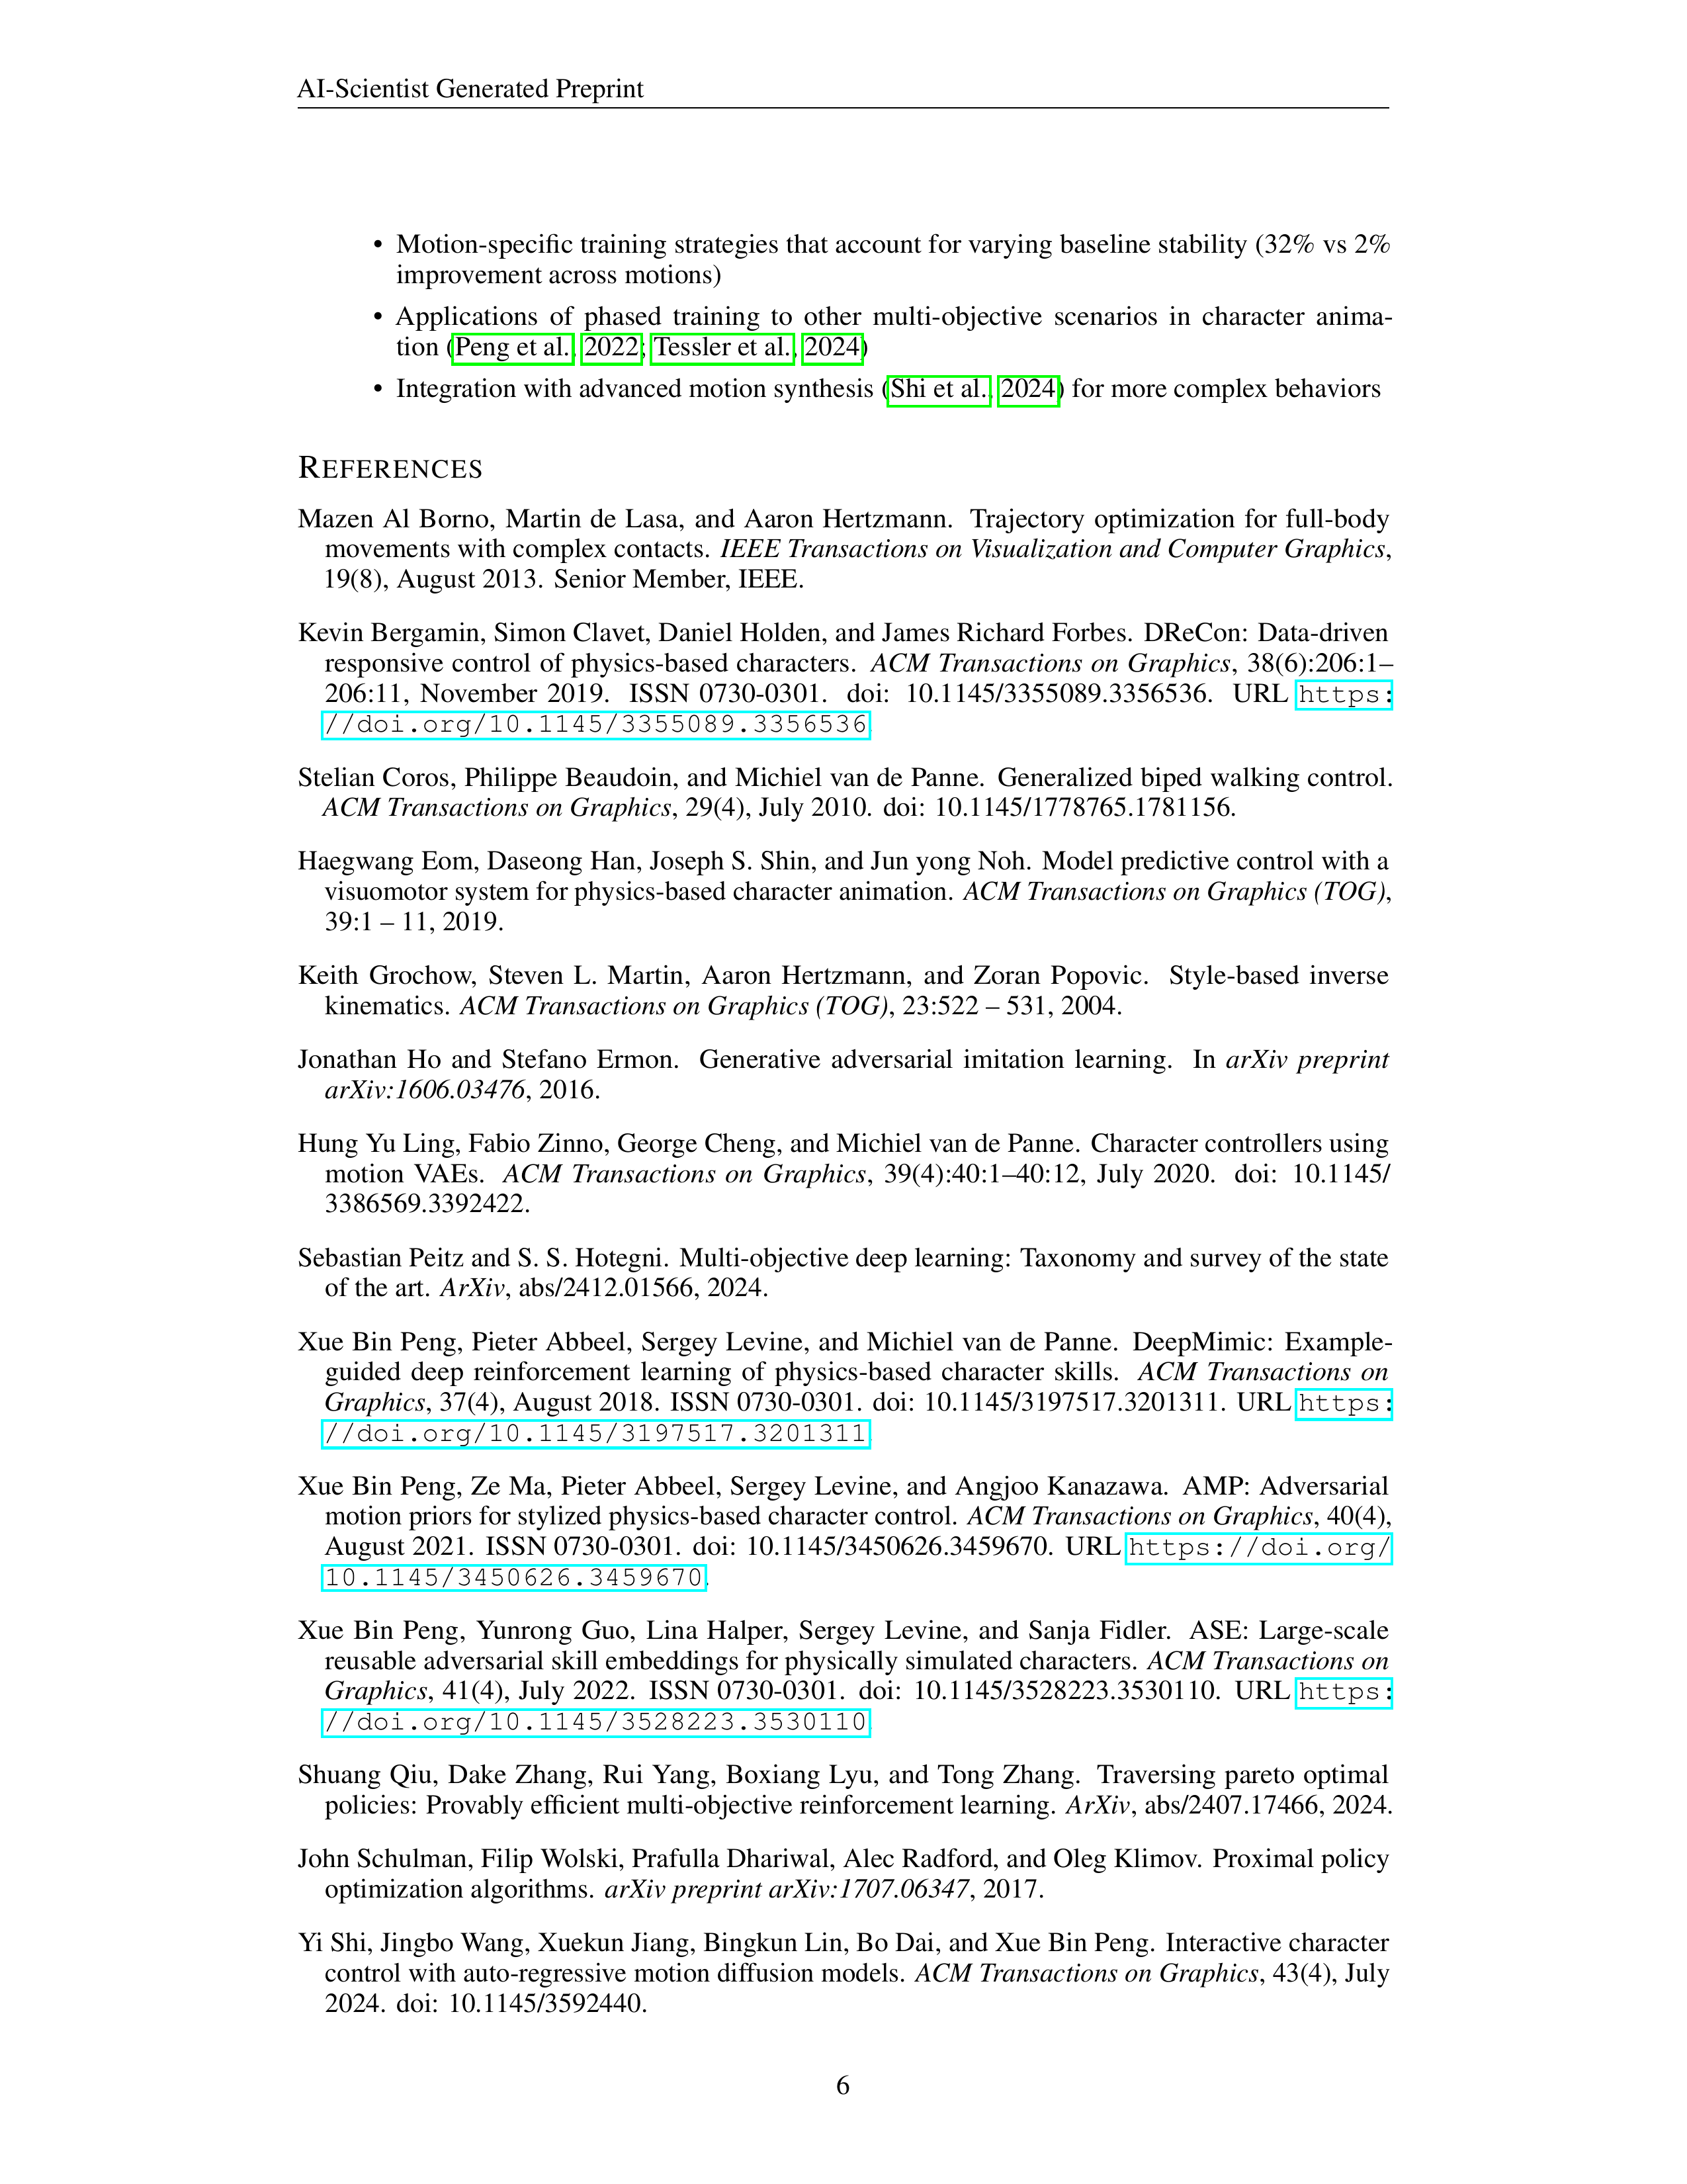 AI-Scientist Generated Preprint
• Motion-specific training strategies that account for varying baseline stability (32% vs 2%
improvement across motions)
• Applications of phased training to other multi-objective scenarios in character anima-
tion (Peng et al., 2022; Tessler et al., 2024)
• Integration with advanced motion synthesis (Shi et al., 2024) for more complex behaviors
REFERENCES
Mazen Al Borno, Martin de Lasa, and Aaron Hertzmann. Trajectory optimization for full-body
movements with complex contacts. IEEE Transactions on Visualization and Computer Graphics,
19(8), August 2013. Senior Member, IEEE.
Kevin Bergamin, Simon Clavet, Daniel Holden, and James Richard Forbes. DReCon: Data-driven
responsive control of physics-based characters. ACM Transactions on Graphics, 38(6):206:1–
206:11, November 2019. ISSN 0730-0301. doi: 10.1145/3355089.3356536. URL https:
//doi.org/10.1145/3355089.3356536.
Stelian Coros, Philippe Beaudoin, and Michiel van de Panne. Generalized biped walking control.
ACM Transactions on Graphics, 29(4), July 2010. doi: 10.1145/1778765.1781156.
Haegwang Eom, Daseong Han, Joseph S. Shin, and Jun yong Noh. Model predictive control with a
visuomotor system for physics-based character animation. ACM Transactions on Graphics (TOG),
39:1 – 11, 2019.
Keith Grochow, Steven L. Martin, Aaron Hertzmann, and Zoran Popovic. Style-based inverse
kinematics. ACM Transactions on Graphics (TOG), 23:522 – 531, 2004.
Jonathan Ho and Stefano Ermon. Generative adversarial imitation learning. In arXiv preprint
arXiv:1606.03476, 2016.
Hung Yu Ling, Fabio Zinno, George Cheng, and Michiel van de Panne. Character controllers using
motion VAEs. ACM Transactions on Graphics, 39(4):40:1–40:12, July 2020. doi: 10.1145/
3386569.3392422.
Sebastian Peitz and S. S. Hotegni. Multi-objective deep learning: Taxonomy and survey of the state
of the art. ArXiv, abs/2412.01566, 2024.
Xue Bin Peng, Pieter Abbeel, Sergey Levine, and Michiel van de Panne. DeepMimic: Example-
guided deep reinforcement learning of physics-based character skills. ACM Transactions on
Graphics, 37(4), August 2018. ISSN 0730-0301. doi: 10.1145/3197517.3201311. URL https:
//doi.org/10.1145/3197517.3201311.
Xue Bin Peng, Ze Ma, Pieter Abbeel, Sergey Levine, and Angjoo Kanazawa. AMP: Adversarial
motion priors for stylized physics-based character control. ACM Transactions on Graphics, 40(4),
August 2021. ISSN 0730-0301. doi: 10.1145/3450626.3459670. URL https://doi.org/
10.1145/3450626.3459670.
Xue Bin Peng, Yunrong Guo, Lina Halper, Sergey Levine, and Sanja Fidler. ASE: Large-scale
reusable adversarial skill embeddings for physically simulated characters. ACM Transactions on
Graphics, 41(4), July 2022. ISSN 0730-0301. doi: 10.1145/3528223.3530110. URL https:
//doi.org/10.1145/3528223.3530110.
Shuang Qiu, Dake Zhang, Rui Yang, Boxiang Lyu, and Tong Zhang. Traversing pareto optimal
policies: Provably efficient multi-objective reinforcement learning. ArXiv, abs/2407.17466, 2024.
John Schulman, Filip Wolski, Prafulla Dhariwal, Alec Radford, and Oleg Klimov. Proximal policy
optimization algorithms. arXiv preprint arXiv:1707.06347, 2017.
Yi Shi, Jingbo Wang, Xuekun Jiang, Bingkun Lin, Bo Dai, and Xue Bin Peng. Interactive character
control with auto-regressive motion diffusion models. ACM Transactions on Graphics, 43(4), July
2024. doi: 10.1145/3592440.
6